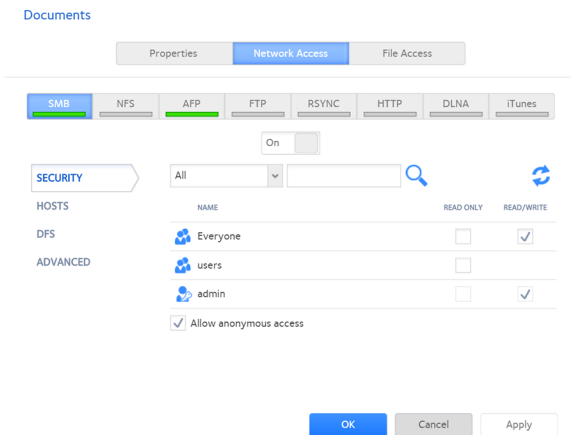 Documents
Properties Network Access File Access
SMB NFS AFP FTP RSYNC HTTP DLNA iTunes
On
SECURITY All
HOSTS NAME READ ONLY READ/WRITE
DFS Everyone
ADVANCED users
admin
Allow anonymous access
OK Cancel Apply